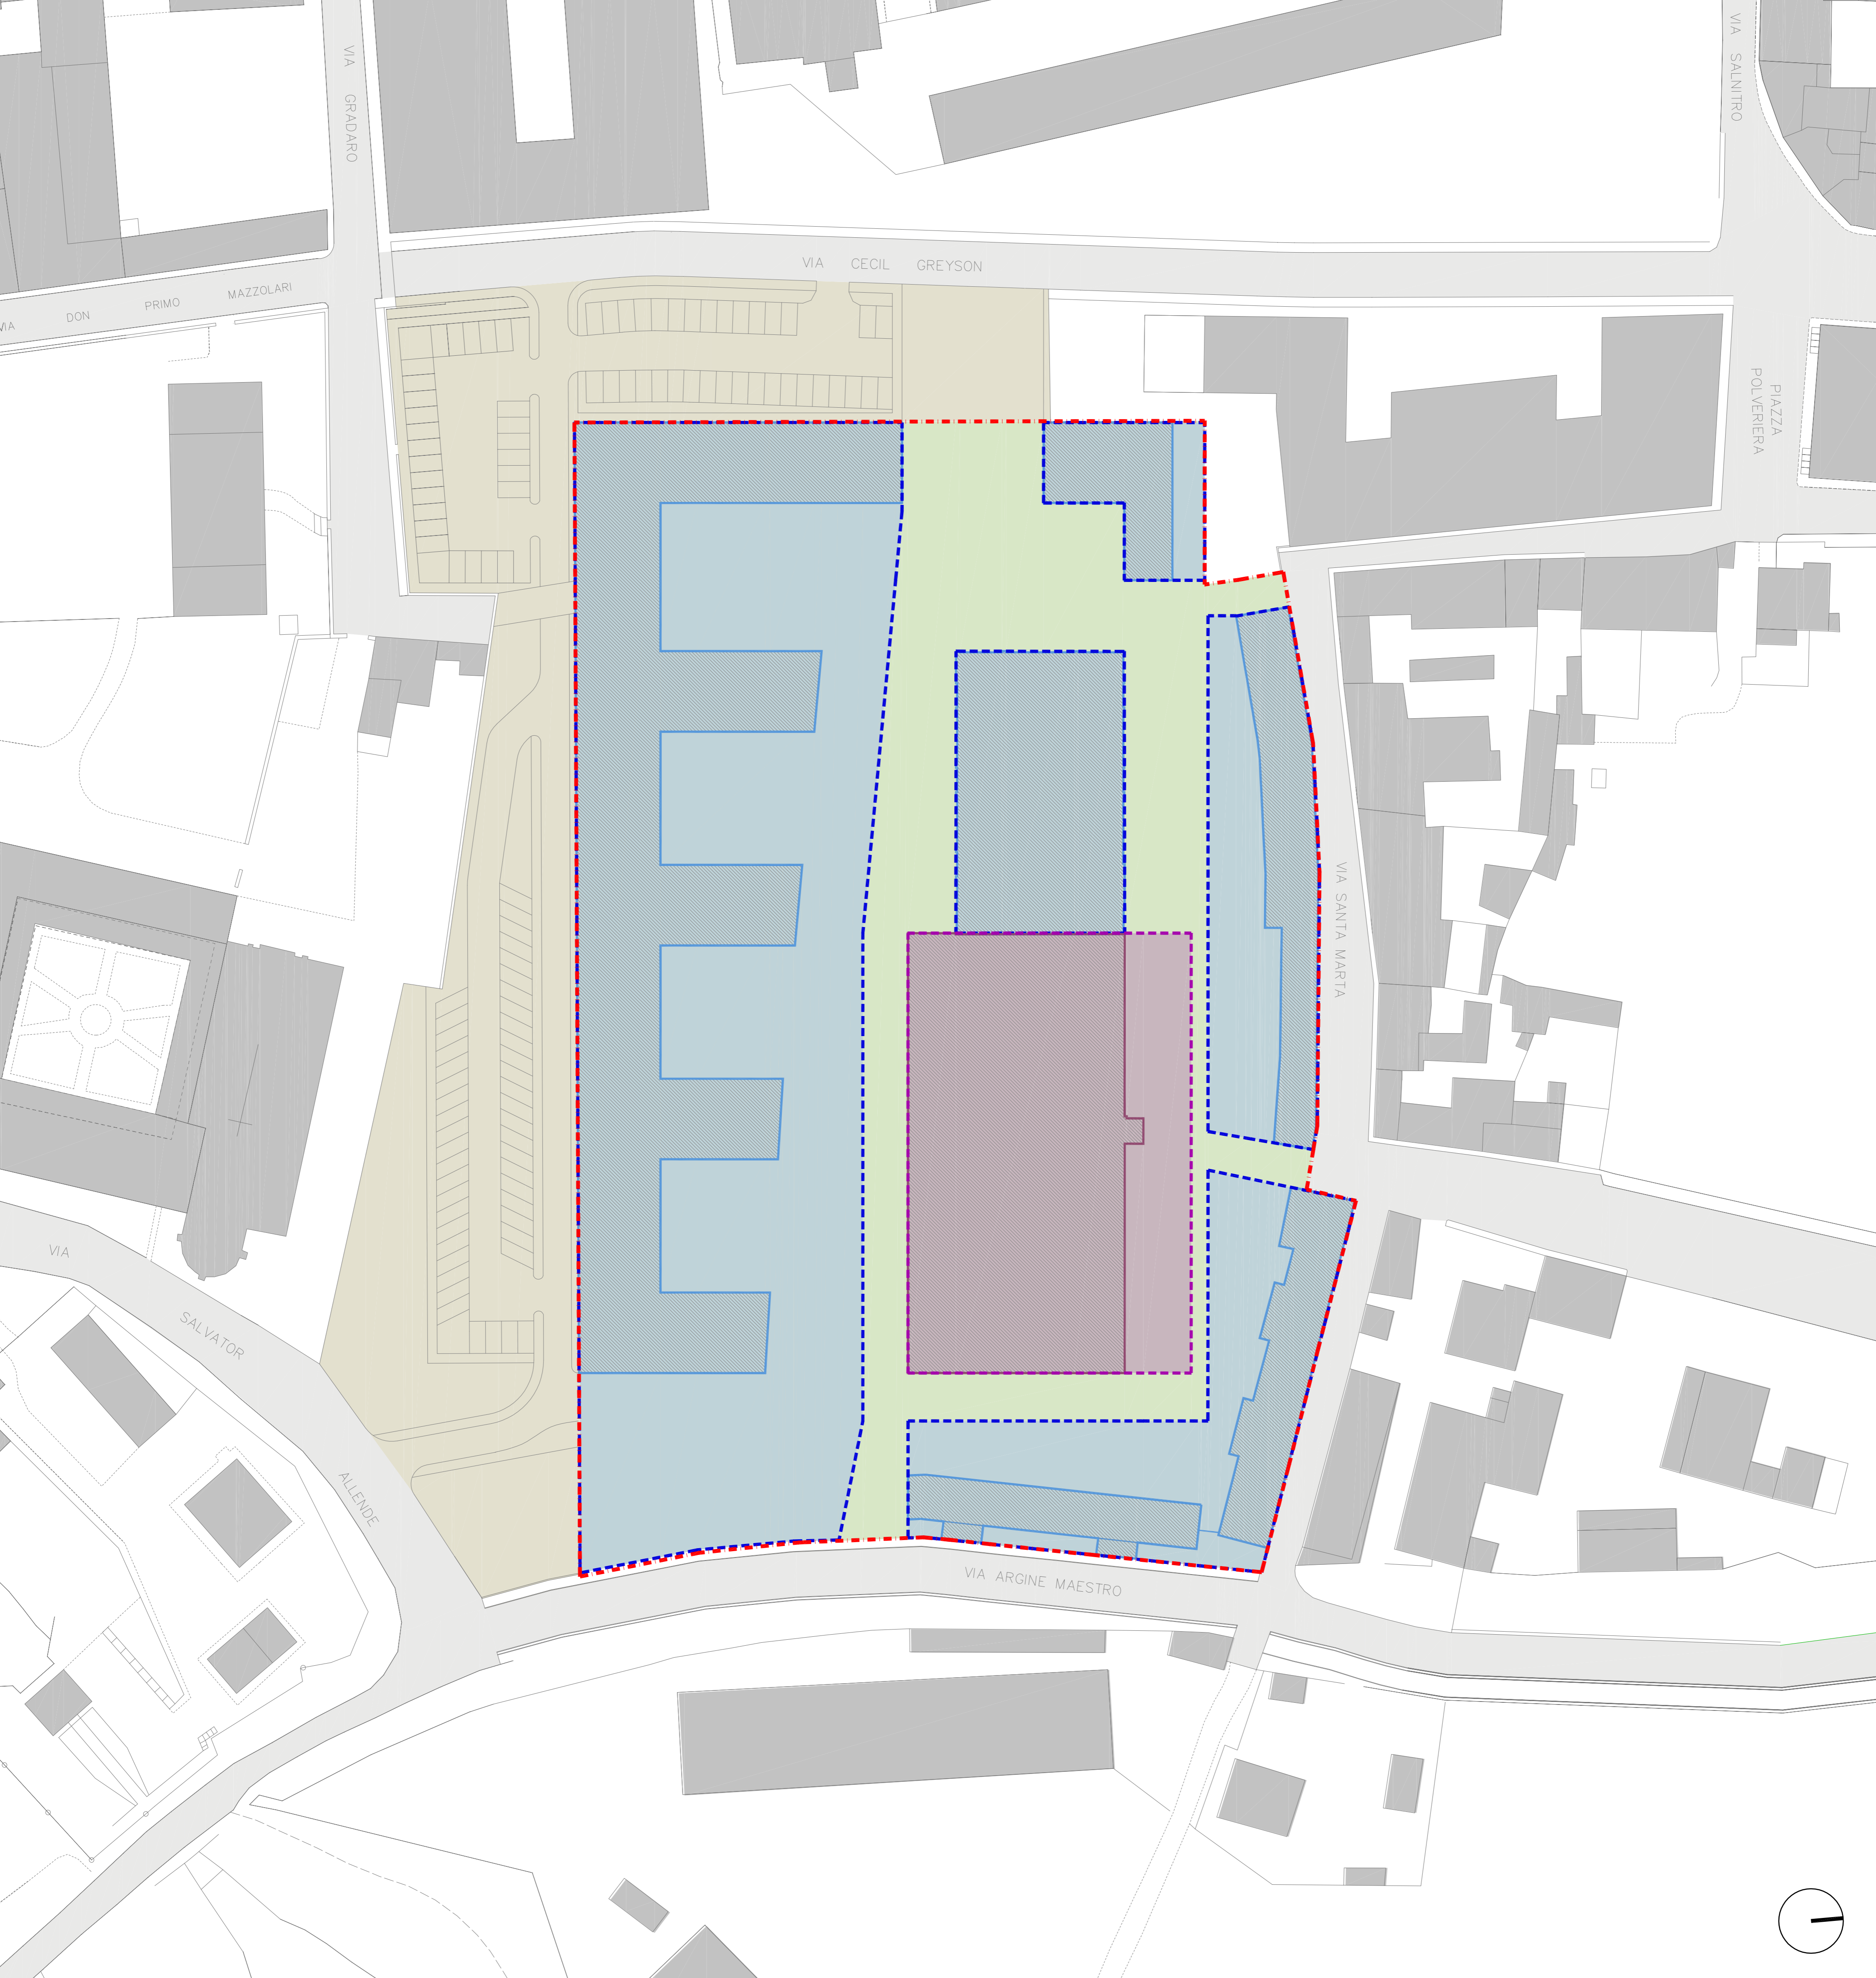 VIA GRADARO
VIA SALNITRO
VIA CECIL GREYSON
VIA DON PRIMO MAZZOLARI
PIAZZA
POLVERIERA
VIA SANTA MARTA
VIA SALVATOR ALLENDE
VIA ARGINE MAESTRO